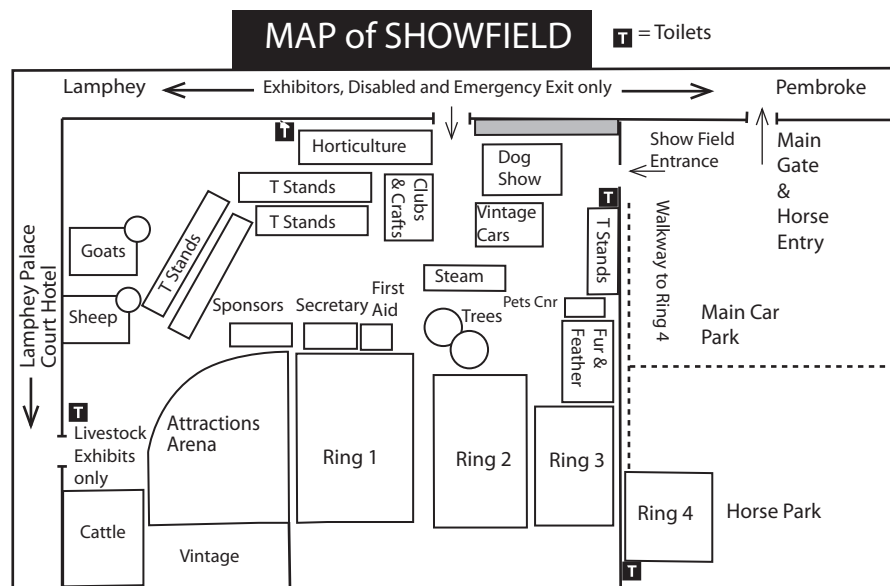 MAP of SHOWFIELD
T = Toilets
Lamphey
Exhibitors, Disabled and Emergency Exit only
Pembroke
T
Horticulture
Dog
Show
Show Field
Entrance
Main
Gate
&
Horse
Entry
T Stands
T Stands
Clubs
& Crafts
Vintage
Cars
T
T Stands
Walkway to Ring 4
Goats
T Stands
Steam
Sheep
Sponsors
Secretary
First
Aid
Trees
Pets Cnr
Fur &
Feather
Main Car
Park
Lamphey Palace
Court Hotel
T
Livestock
Exhibits
only
Attractions
Arena
Ring 1
Ring 2
Ring 3
Ring 4
Horse Park
Cattle
Vintage
T